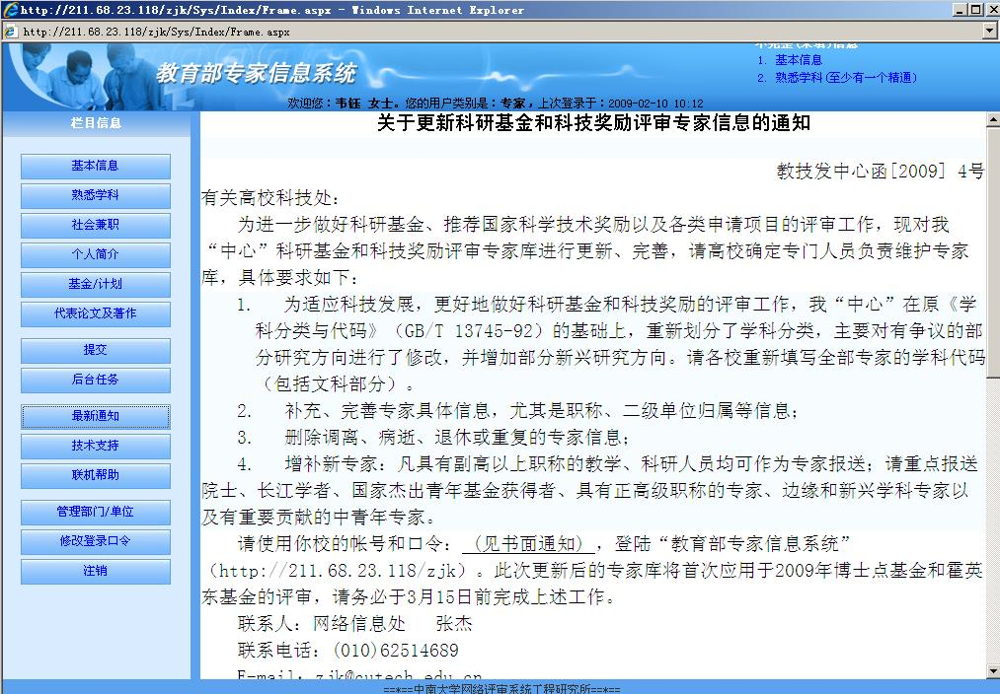 http://211.68.23.118/zjk/Sys/Index/Frame.aspx - Windows Internet Explorer
http://211.68.23.118/zjk/Sys/Index/Frame.aspx
教育部专家信息系统
不完整(未填)信息
1. 基本信息
2. 熟悉学科(至少有一个精通)
欢迎您：韦钰 女士。您的用户类别是：专家，上次登录于：2009-02-10 10:12
栏目信息
基本信息
熟悉学科
社会兼职
个人简介
基金/计划
代表论文及著作
提交
后台任务
最新通知
技术支持
联机帮助
管理部门/单位
修改登录口令
注销
关于更新科研基金和科技奖励评审专家信息的通知
教技发中心函[2009] 4号
有关高校科技处：
为进一步做好科研基金、推荐国家科学技术奖励以及各类申请项目的评审工作，现对我
“中心”科研基金和科技奖励评审专家库进行更新、完善，请高校确定专门人员负责维护专家
库，具体要求如下：
1. 为适应科技发展，更好地做好科研基金和科技奖励的评审工作，我“中心”在原《学
科分类与代码》（GB/T 13745-92）的基础上，重新划分了学科分类，主要对有争议的部
分研究方向进行了修改，并增加部分新兴研究方向。请各校重新填写全部专家的学科代码
（包括文科部分）。
2. 补充、完善专家具体信息，尤其是职称、二级单位归属等信息；
3. 删除调离、病逝、退休或重复的专家信息；
4. 增补新专家：凡具有副高以上职称的教学、科研人员均可作为专家报送；请重点报送
院士、长江学者、国家杰出青年基金获得者、具有正高级职称的专家、边缘和新兴学科专家以
及有重要贡献的中青年专家。
请使用你校的帐号和口令：（见书面通知），登陆“教育部专家信息系统”
（http://211.68.23.118/zjk）。此次更新后的专家库将首次应用于2009年博士点基金和霍英
东基金的评审，请务必于3月15日前完成上述工作。
联系人：网络信息处 张杰
联系电话：(010)62514689
E-mail：zjk@cutech.edu.cn
==*==中南大学网络评审系统工程研究所==*==